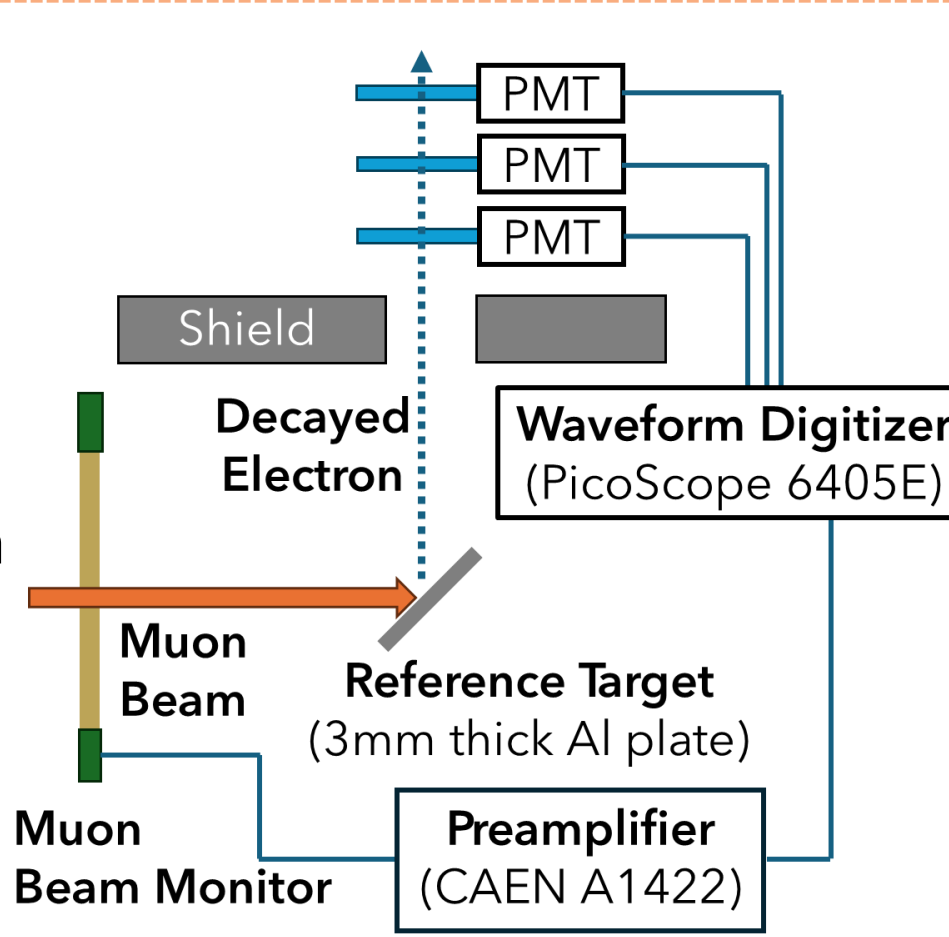 PMT
PMT
PMT
Shield
Decayed
Electron
Waveform Digitizer
(PicoScope 6405E)
Muon
Beam
Reference Target
(3mm thick Al plate)
Preamplifier
(CAEN A1422)
Muon
Beam Monitor